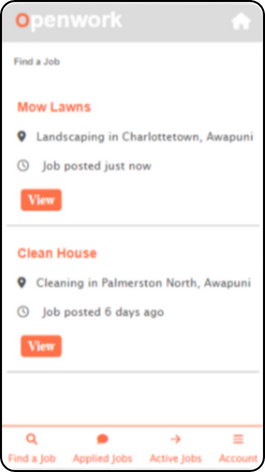 Openwork
Find a Job
Mow Lawns
Landscaping in Charlottetown, Awapuni
Job posted just now
View
Clean House
Cleaning in Palmerston North, Awapuni
Job posted 6 days ago
View
Find a Job Applied Jobs Active Jobs Account